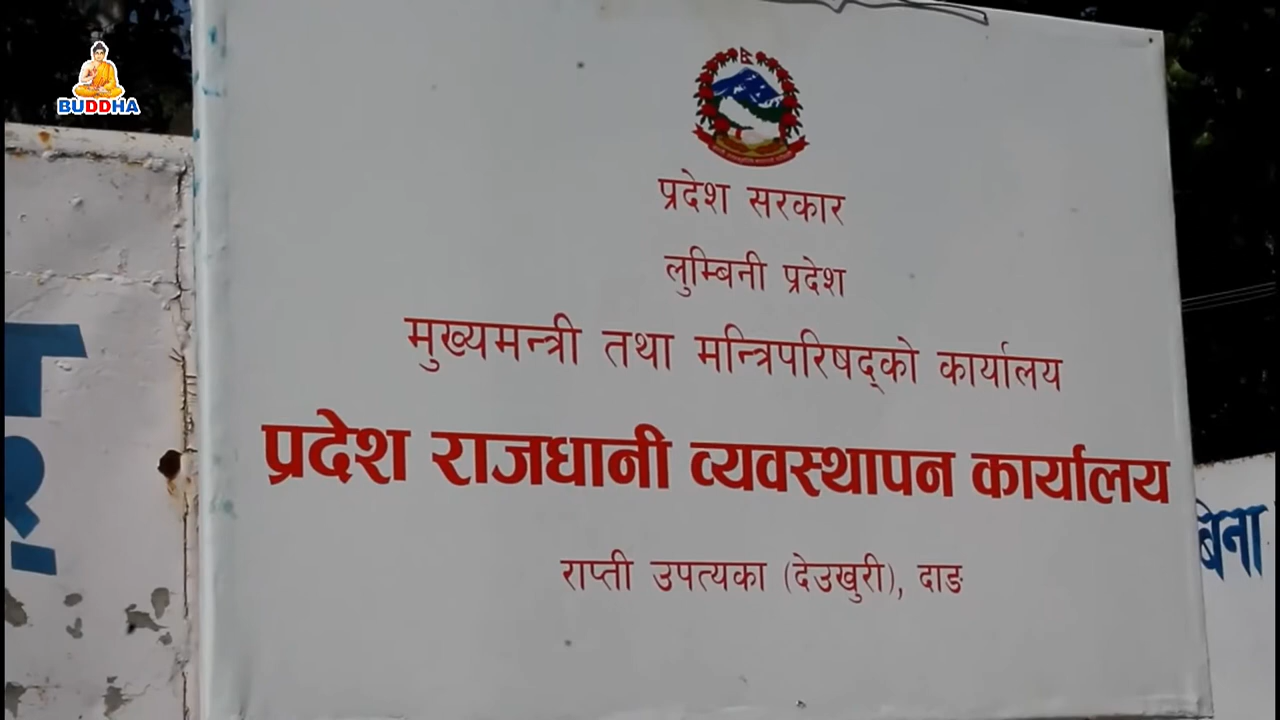 BUDDHA
प्रदेश सरकार
लुम्बिनी प्रदेश
मुख्यमन्त्री तथा मन्त्रिपरिषद्को कार्यालय
प्रदेश राजधानी व्यवस्थापन कार्यालय
राप्ती उपत्यका (देउखुरी), दाङ
बिना